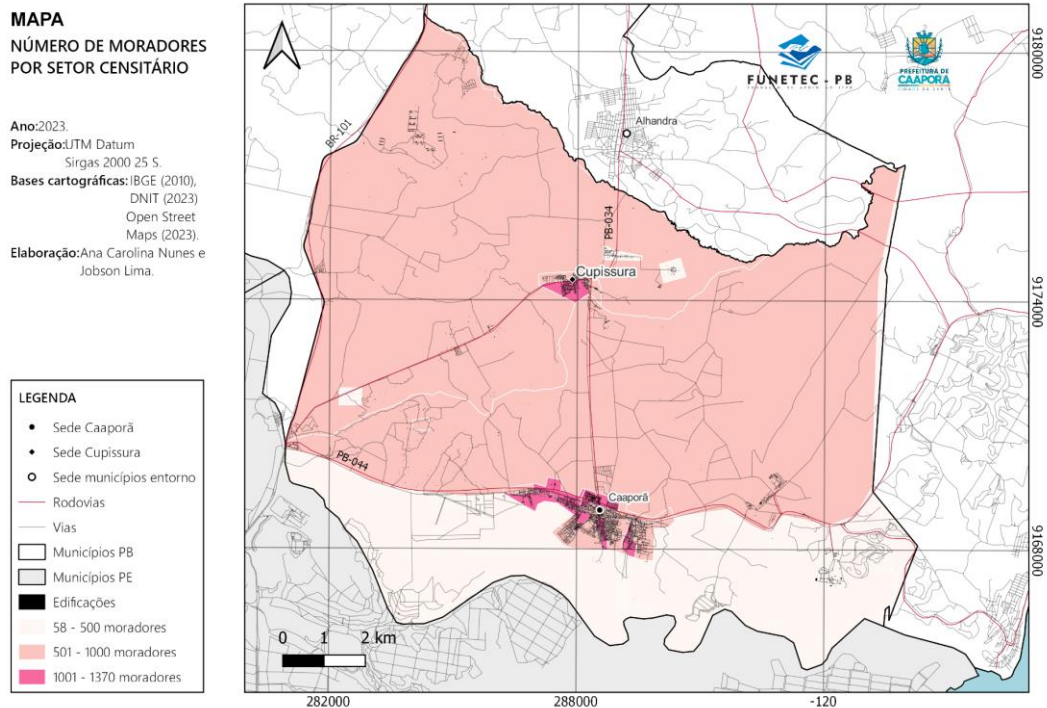 MAPA
NÚMERO DE MORADORES
POR SETOR CENSITÁRIO
Ano:2023.
Projeção:UTM Datum
Sirgas 2000 25 S.
Bases cartográficas: IBGE (2010),
DNIT (2023)
Open Street
Maps (2023).
Elaboração:Ana Carolina Nunes e
Jobson Lima.
LEGENDA
Sede Caaporã
Sede Cupissura
Sede municípios entorno
Rodovias
Vias
Municípios PB
Municípios PE
Edificações
58 - 500 moradores
501 - 1000 moradores
1001 - 1370 moradores
FUNETEC - PB
PREFEITURA DE
CAAPORÃ
Alhandra
BR-101
PB-034
Cupissura
PB-044
Caaporã
0 1 2 km
9180000
9174000
9168000
282000
288000
-120